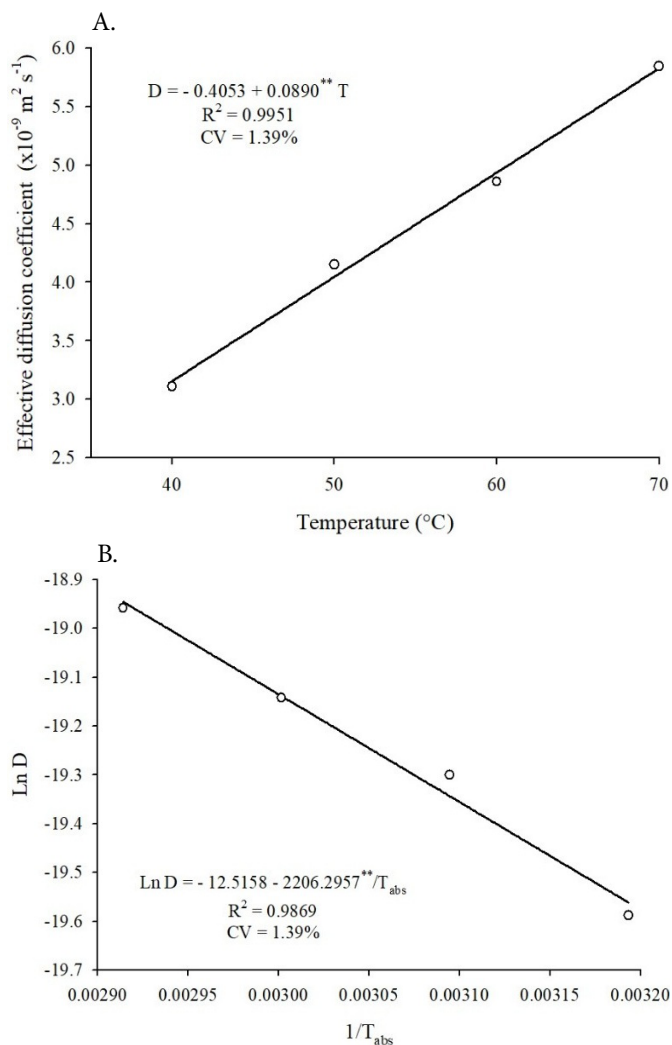 A.
Effective diffusion coefficient (x10⁻⁹ m² s⁻¹)
6.0
5.5
5.0
4.5
4.0
3.5
3.0
2.5
D = - 0.4053 + 0.0890** T
R² = 0.9951
CV = 1.39%
40 50 60 70
Temperature (°C)
B.
Ln D
-18.9
-19.0
-19.1
-19.2
-19.3
-19.4
-19.5
-19.6
-19.7
Ln D = - 12.5158 - 2206.2957**/Tabs
R² = 0.9869
CV = 1.39%
0.00290 0.00295 0.00300 0.00305 0.00310 0.00315 0.00320
1/Tabs